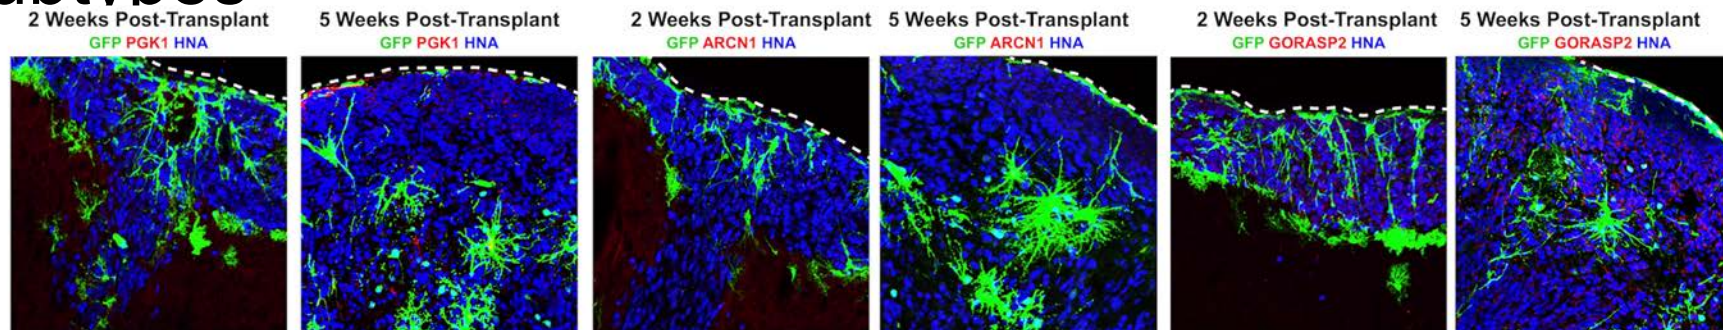 ubtypes
2 Weeks Post-Transplant
GFP PGK1 HNA
5 Weeks Post-Transplant
GFP PGK1 HNA
2 Weeks Post-Transplant
GFP ARCN1 HNA
5 Weeks Post-Transplant
GFP ARCN1 HNA
2 Weeks Post-Transplant
GFP GORASP2 HNA
5 Weeks Post-Transplant
GFP GORASP2 HNA